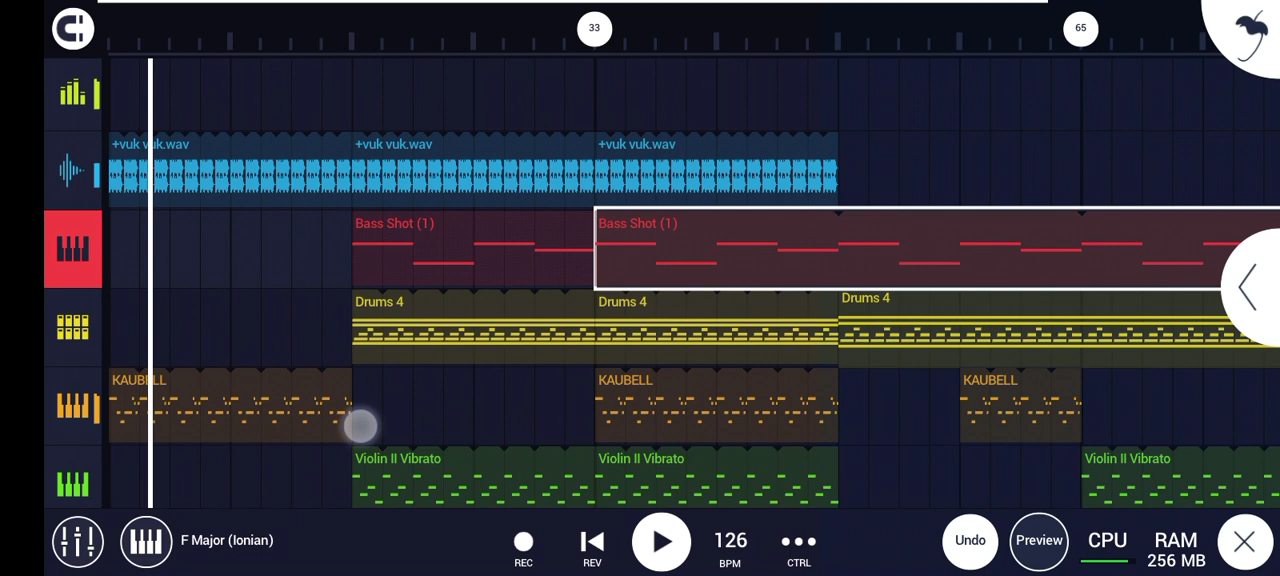 33
65
+vuk vuk.wav
+vuk vuk.wav
+vuk vuk.wav
Bass Shot (1)
Bass Shot (1)
Drums 4
Drums 4
Drums 4
KAUBELL
KAUBELL
KAUBELL
Violin II Vibrato
Violin II Vibrato
Violin II Vibrato
F Major (Ionian)
REC
REV
126
BPM
CTRL
Undo
Preview
CPU
RAM
256 MB